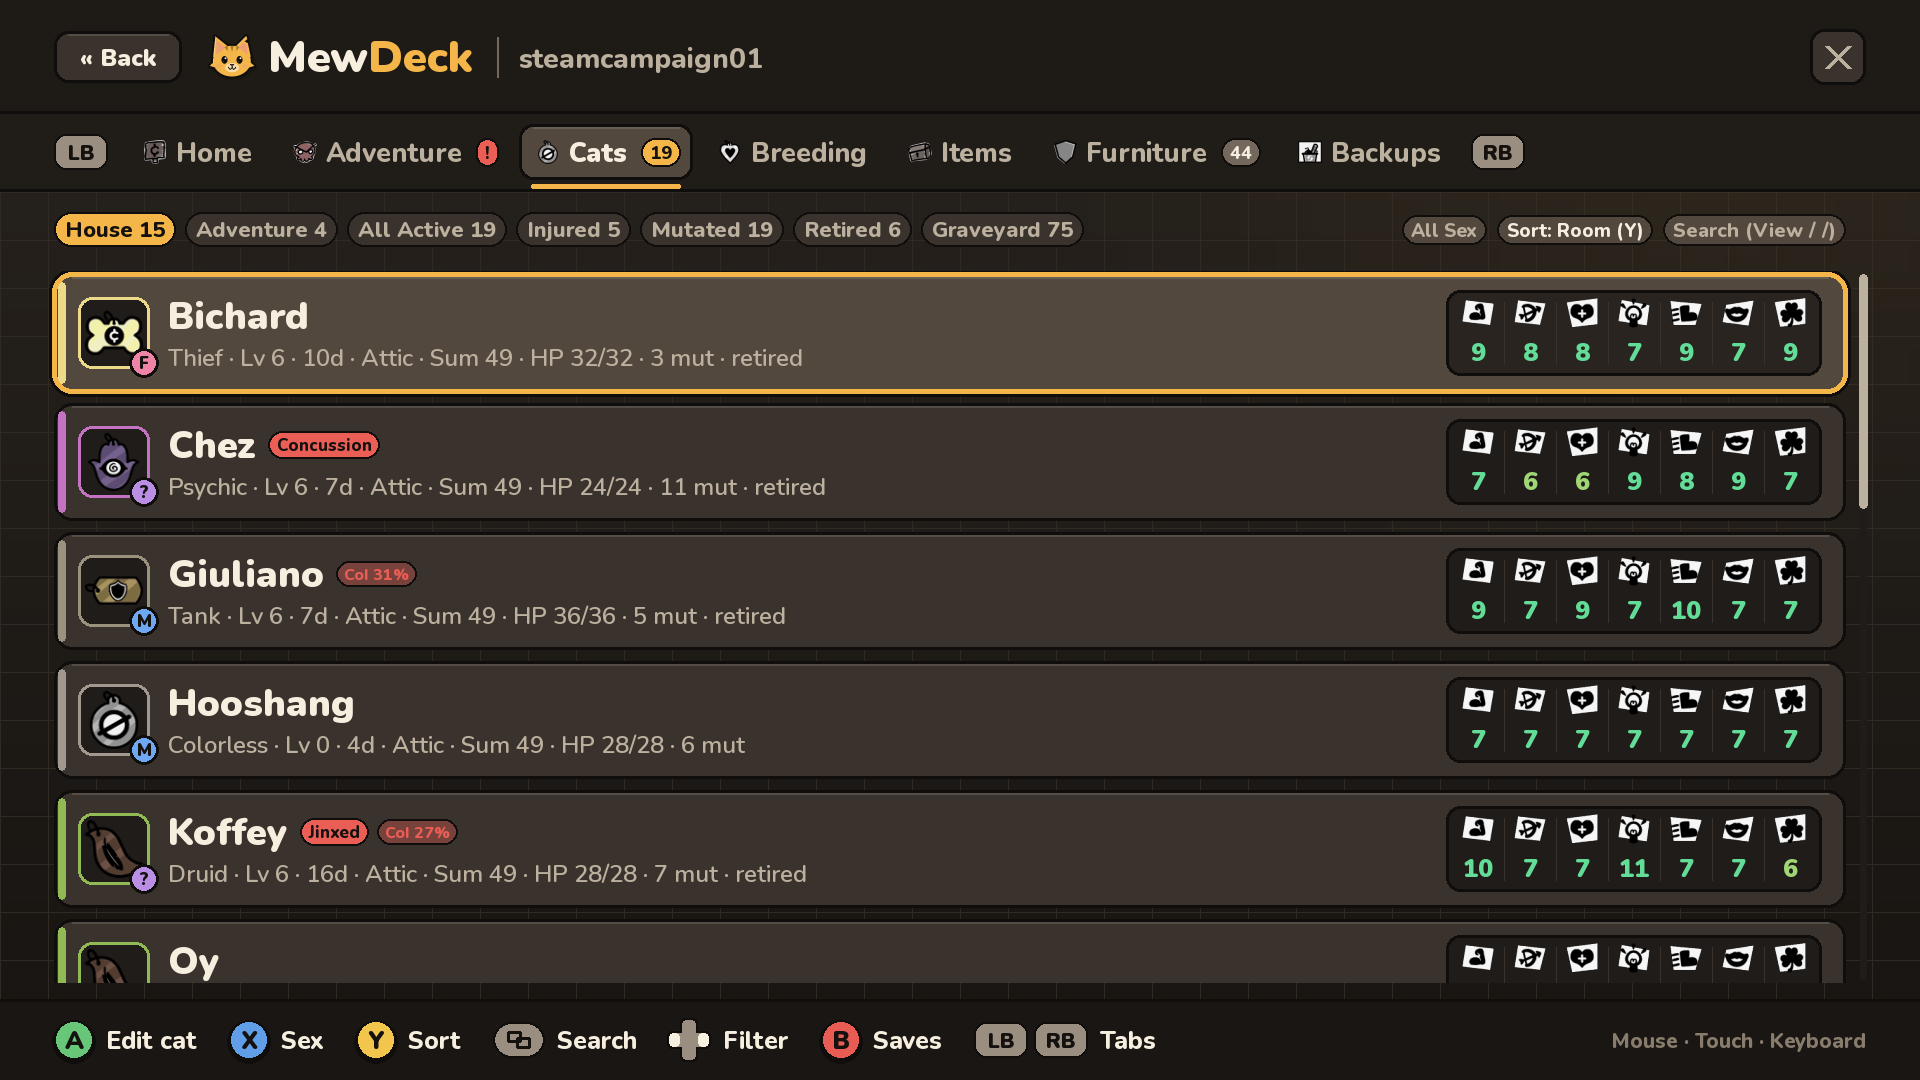 « Back
MewDeck
steamcampaign01
LB
Home
Adventure !
Cats 19
Breeding
Items
Furniture 44
Backups
RB
House 15
Adventure 4
All Active 19
Injured 5
Mutated 19
Retired 6
Graveyard 75
All Sex
Sort: Room (Y)
Search (View / /)
Bichard
F
Thief · Lv 6 · 10d · Attic · Sum 49 · HP 32/32 · 3 mut · retired
9 8 8 7 9 7 9
Chez Concussion
?
Psychic · Lv 6 · 7d · Attic · Sum 49 · HP 24/24 · 11 mut · retired
7 6 6 9 8 9 7
Giuliano Col 31%
M
Tank · Lv 6 · 7d · Attic · Sum 49 · HP 36/36 · 5 mut · retired
9 7 9 7 10 7 7
Hooshang
M
Colorless · Lv 0 · 4d · Attic · Sum 49 · HP 28/28 · 6 mut
7 7 7 7 7 7 7
Koffey Jinxed Col 27%
?
Druid · Lv 6 · 16d · Attic · Sum 49 · HP 28/28 · 7 mut · retired
10 7 7 11 7 7 6
Oy
A Edit cat
X Sex
Y Sort
Search
Filter
B Saves
LB RB Tabs
Mouse · Touch · Keyboard